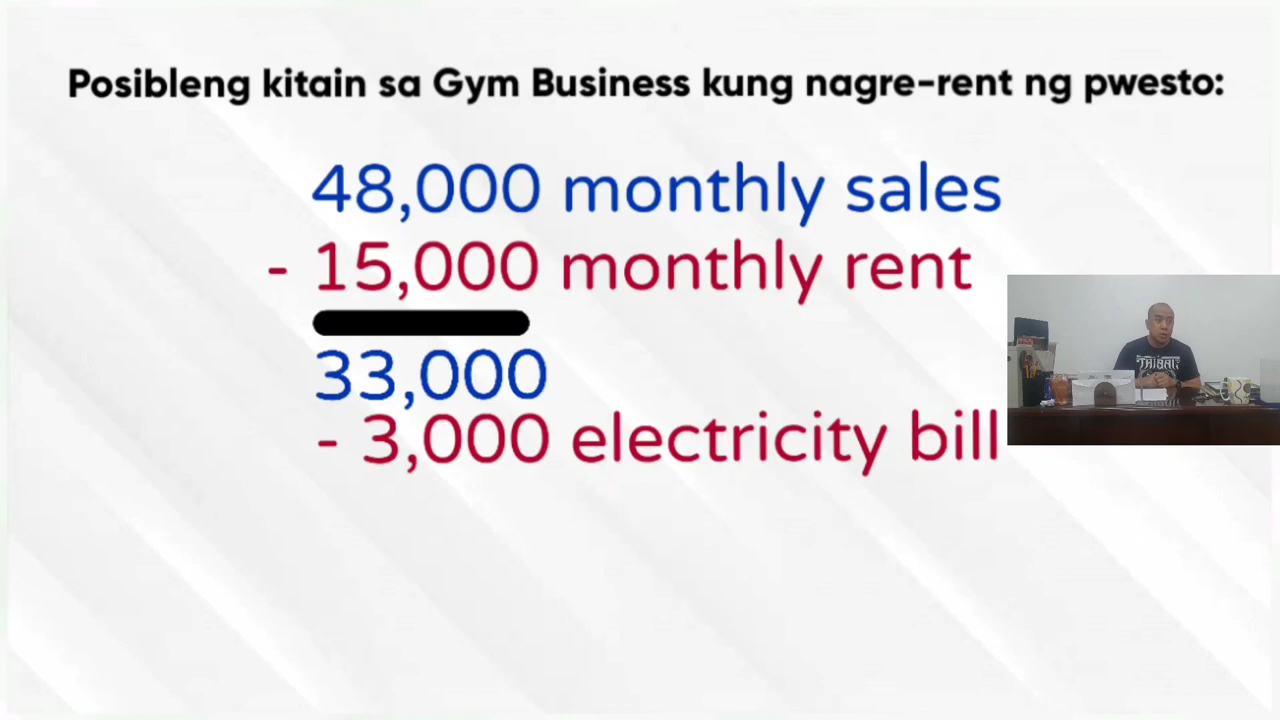 Posibleng kitain sa Gym Business kung nagre-rent ng pwesto:
48,000 monthly sales
- 15,000 monthly rent
33,000
- 3,000 electricity bill
TRIBAL